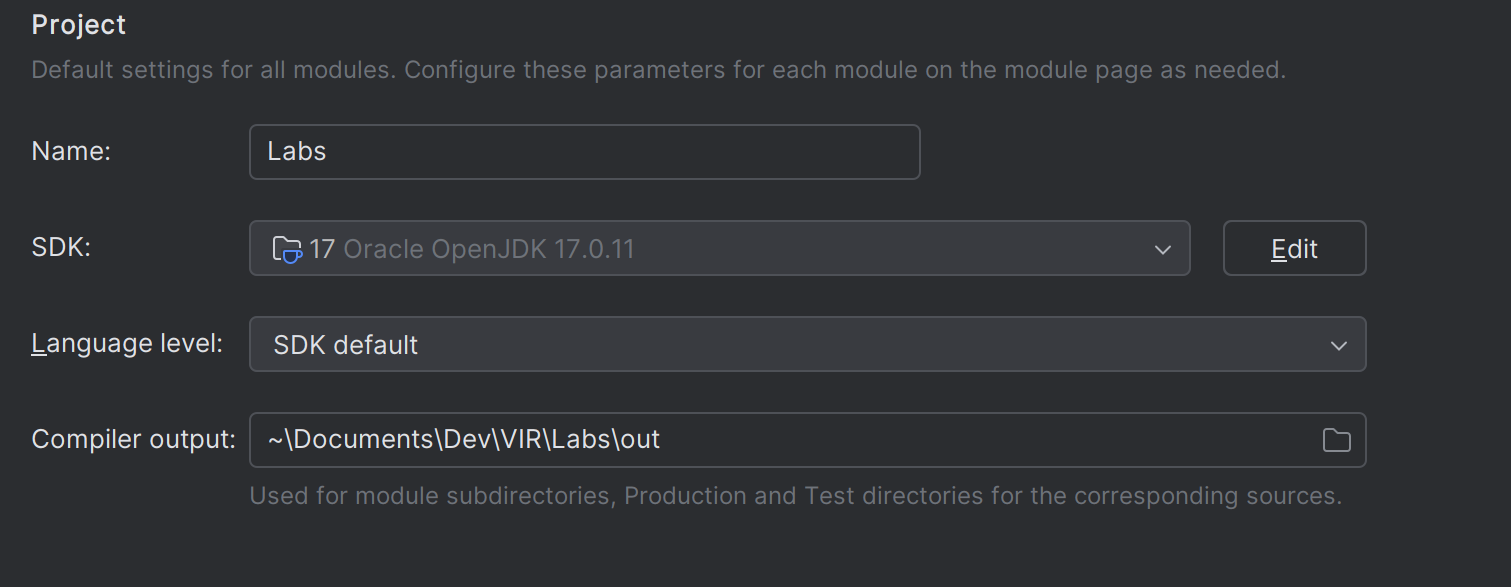 Project
Default settings for all modules. Configure these parameters for each module on the module page as needed.
Name: Labs
SDK: 17 Oracle OpenJDK 17.0.11 Edit
Language level: SDK default
Compiler output: ~\Documents\Dev\VIR\Labs\out
Used for module subdirectories, Production and Test directories for the corresponding sources.